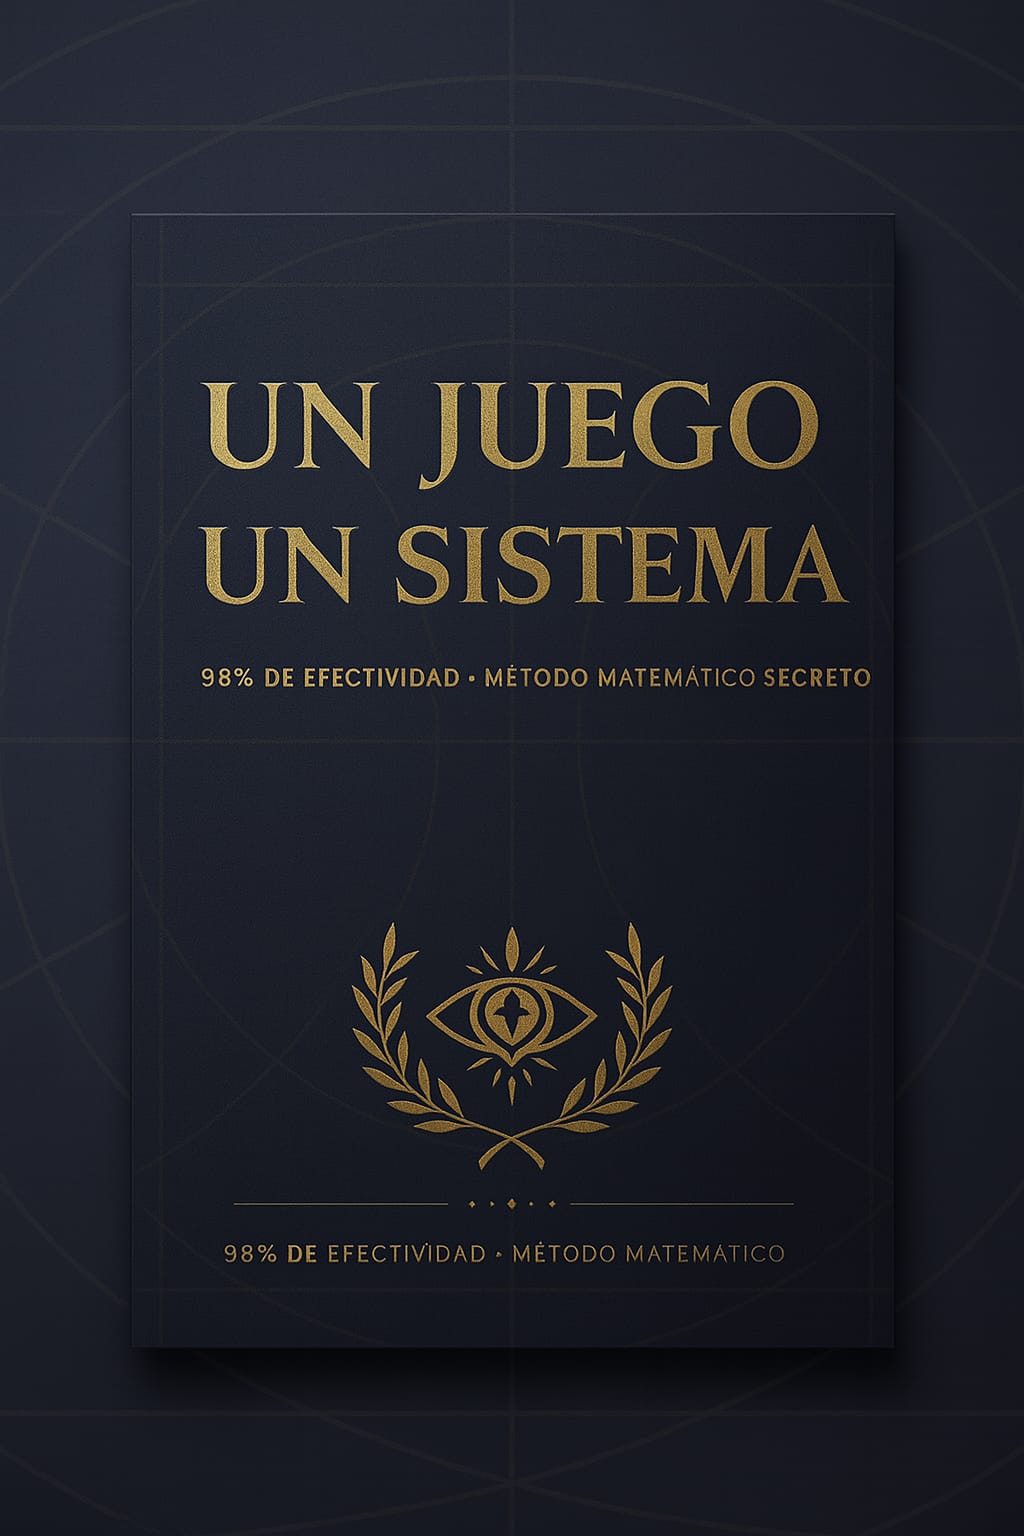 UN JUEGO
UN SISTEMA
98% DE EFECTIVIDAD • MÉTODO MATEMÁTICO SECRETO
98% DE EFECTIVIDAD • MÉTODO MATEMÁTICO